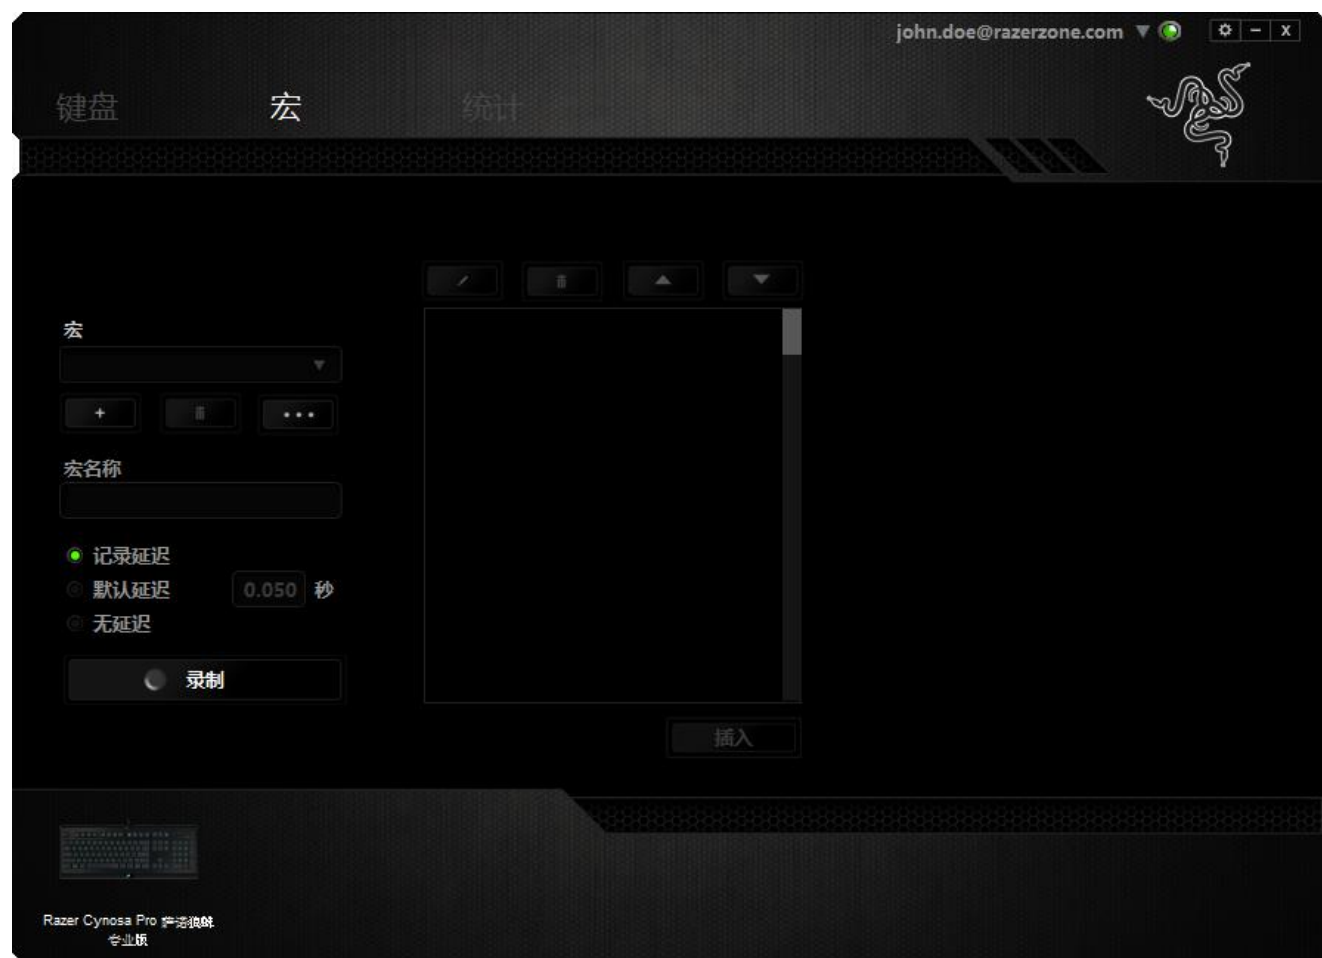 john.doe@razerzone.com
键盘 宏 统计
宏
宏名称
记录延迟
默认延迟 0.050 秒
无延迟
录制
插入
Razer Cynosa Pro 萨诺狼蛛
专业版